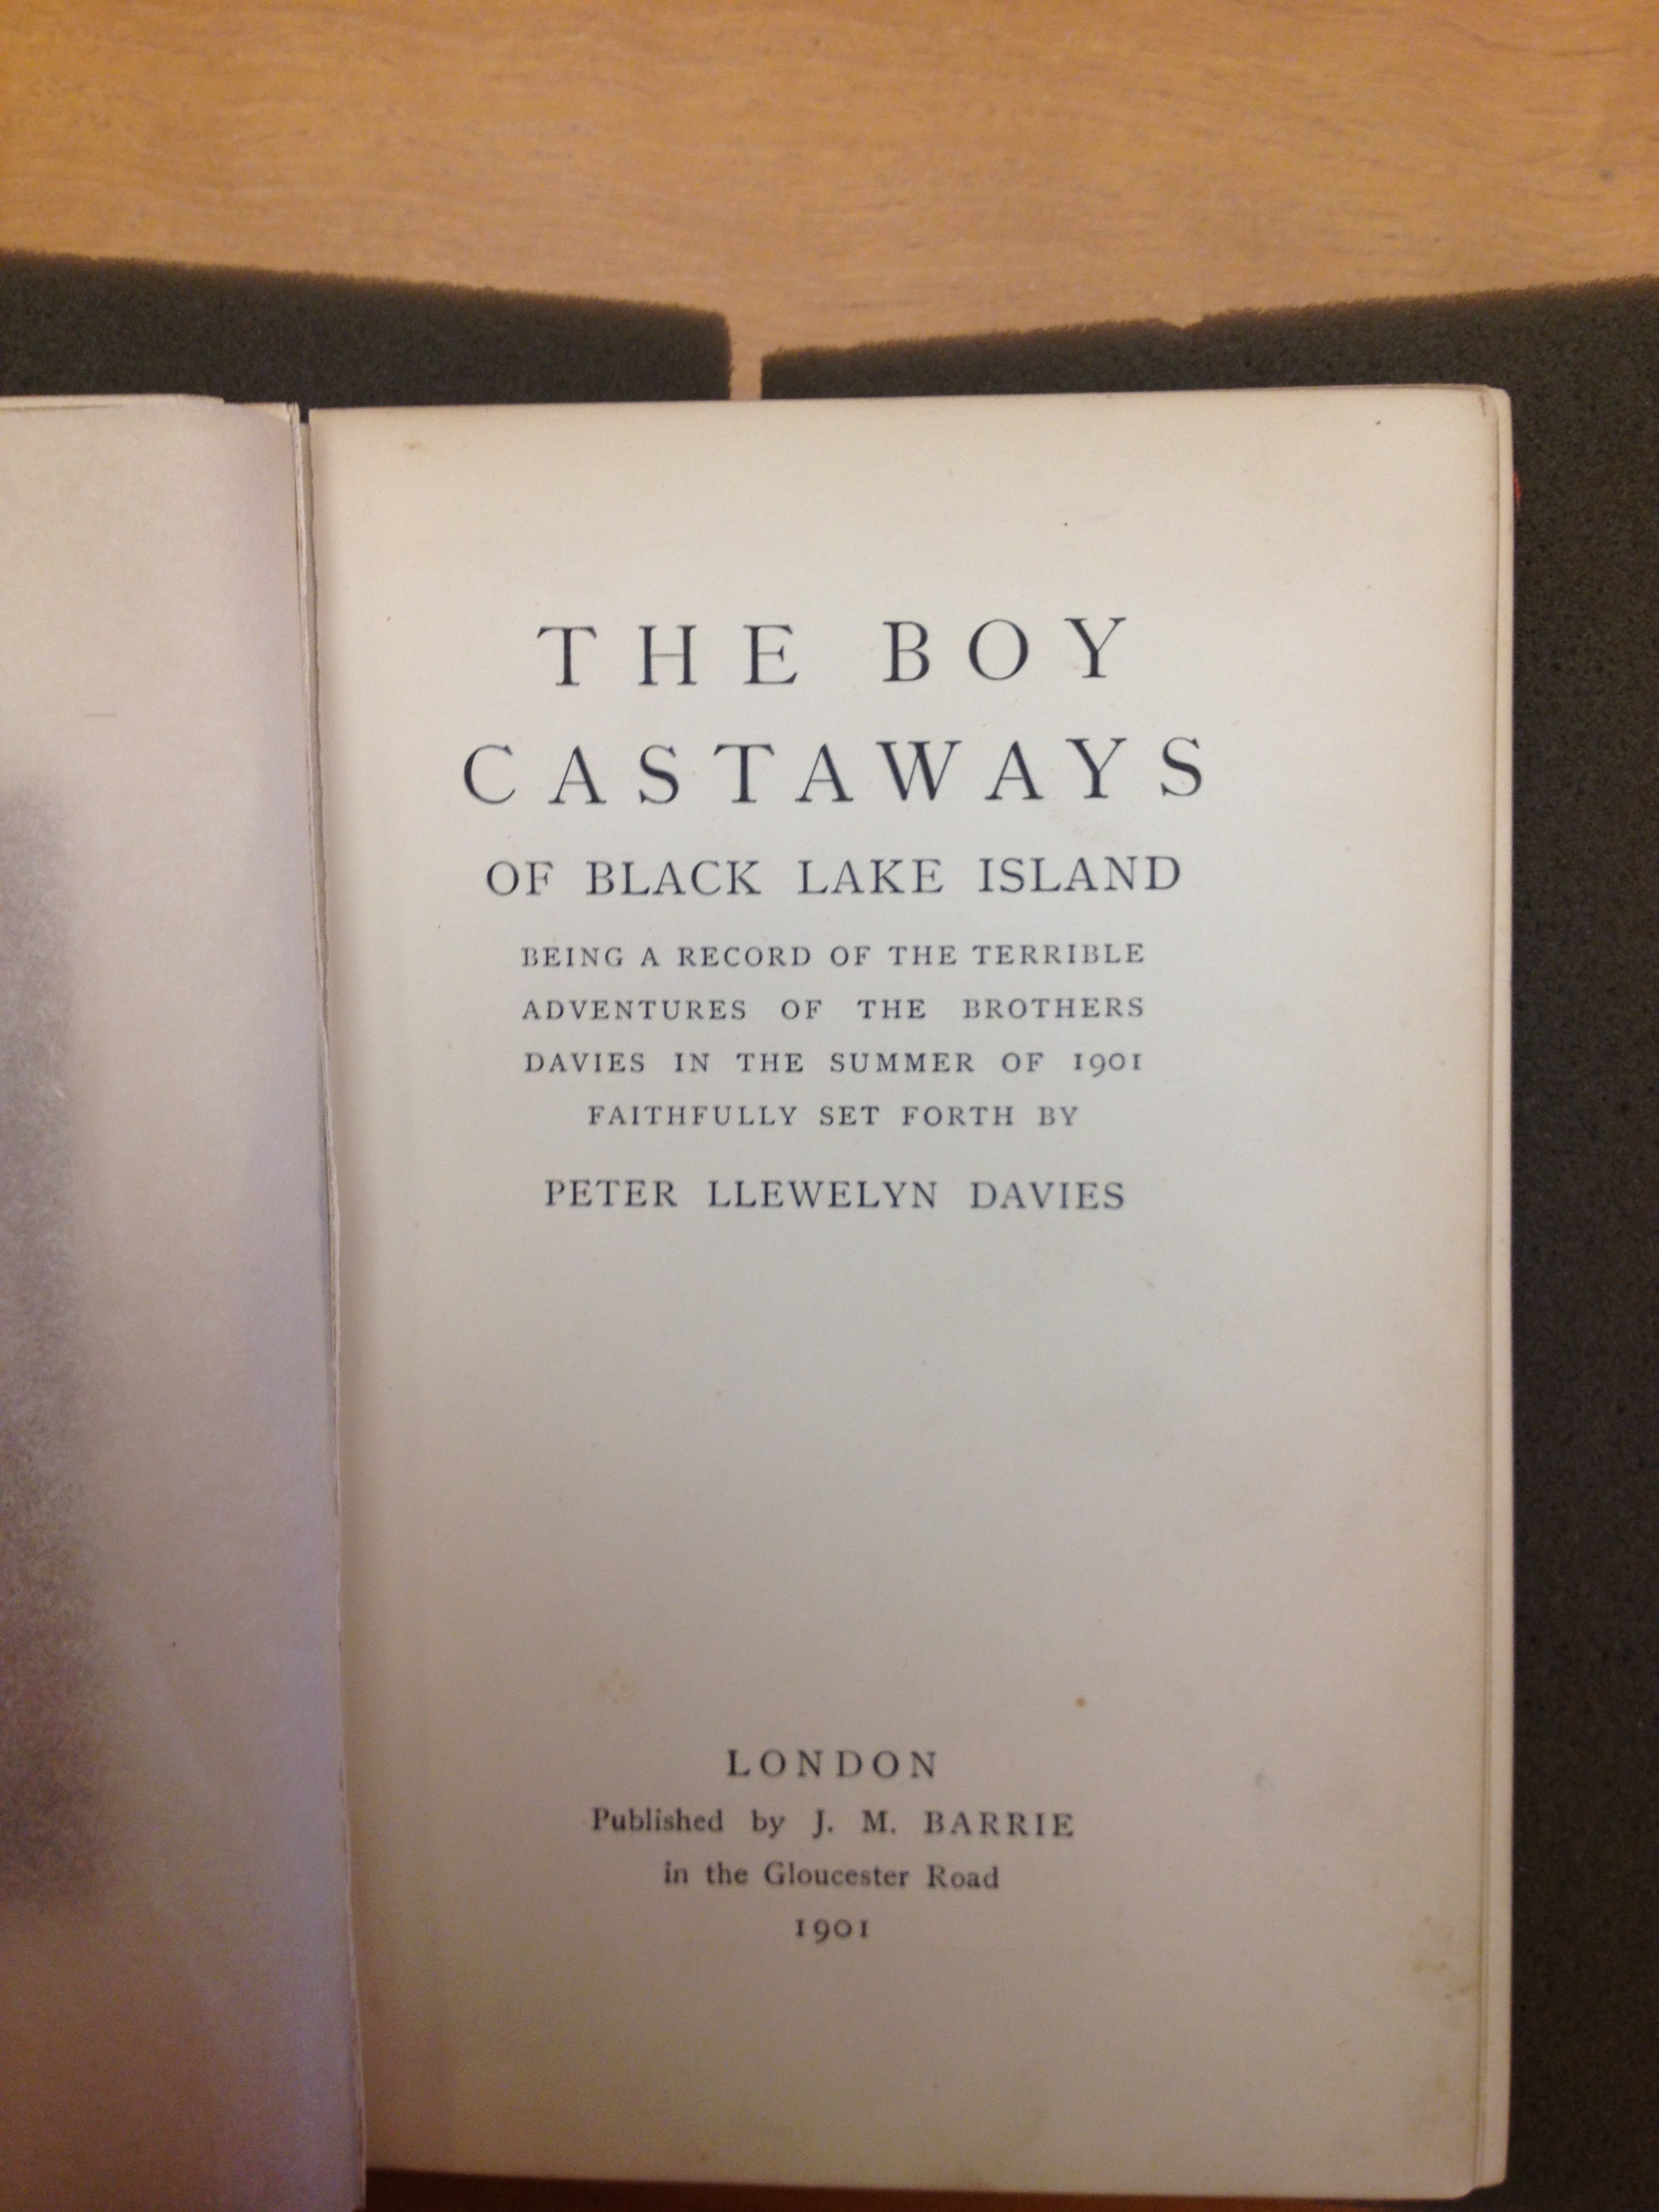 THE BOY
CASTAWAYS
OF BLACK LAKE ISLAND
BEING A RECORD OF THE TERRIBLE
ADVENTURES OF THE BROTHERS
DAVIES IN THE SUMMER OF 1901
FAITHFULLY SET FORTH BY
PETER LLEWELYN DAVIES
LONDON
Published by J. M. BARRIE
in the Gloucester Road
1901